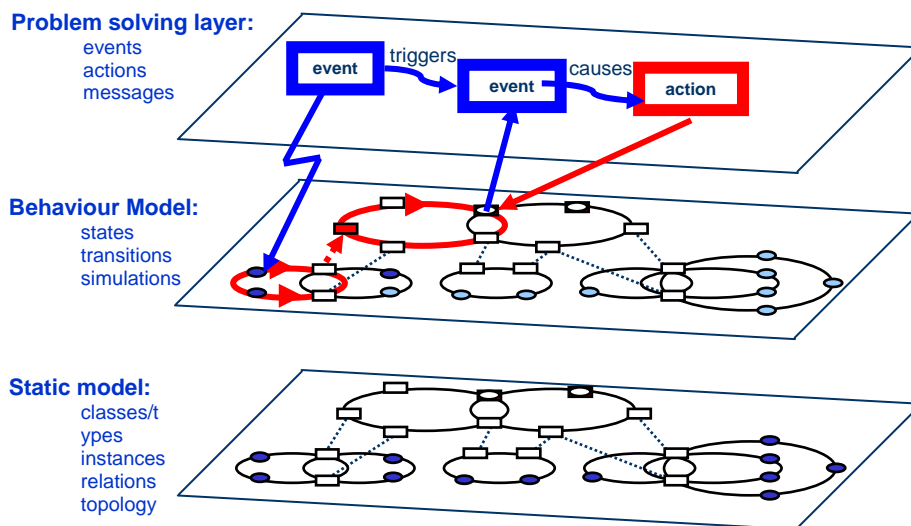 Problem solving layer:
events
actions
messages
event
triggers
event
causes
action
Behaviour Model:
states
transitions
simulations
Static model:
classes/t
ypes
instances
relations
topology